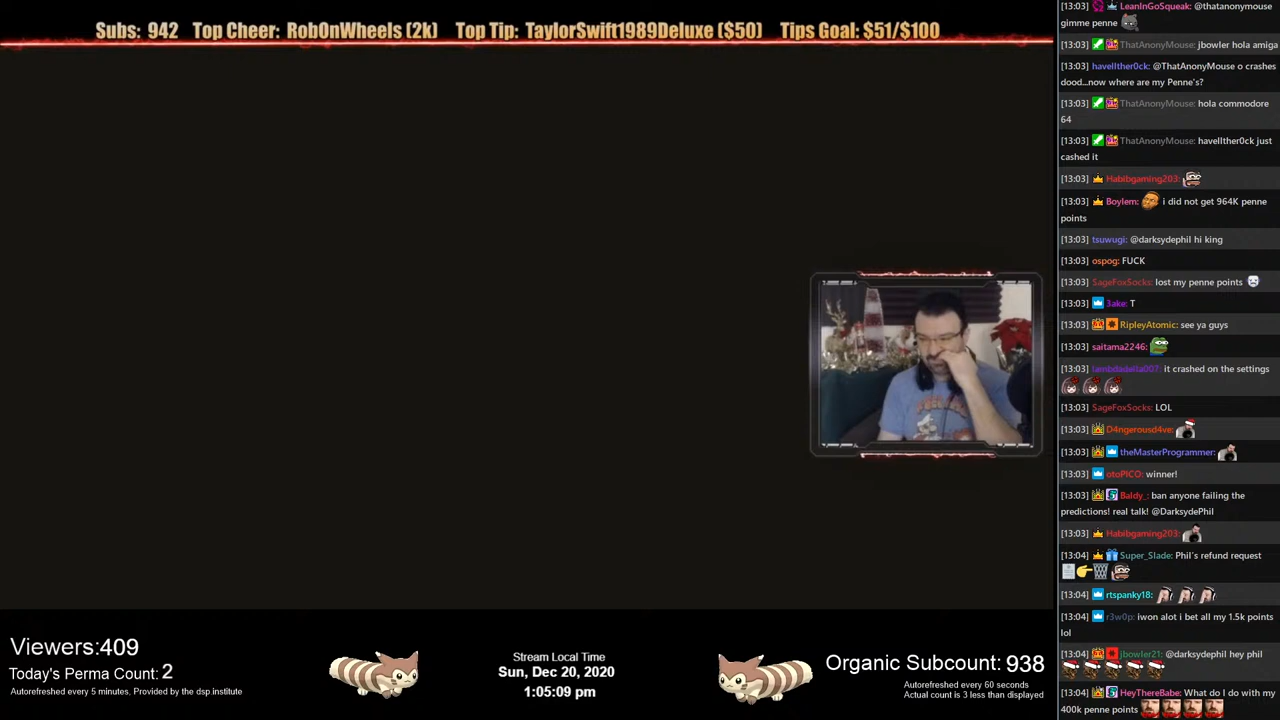 Subs: 942 Top Cheer: RobOnWheels (2k) Top Tip: TaylorSwift1989Deluxe ($50) Tips Goal: $51/$100
[13:03] LeanInGoSqueak: @thatanonymouse
gimme penne
[13:03] ThatAnonyMouse: jbowler hola amiga
[13:03] havellther0ck: @ThatAnonyMouse o crashes
dood...now where are my Penne's?
[13:03] ThatAnonyMouse: hola commodore
64
[13:03] ThatAnonyMouse: havellther0ck just
cashed it
[13:03] Habibgaming203:
[13:03] Boylem: i did not get 964K penne
points
[13:03] tsuwugi: @darksydephil hi king
[13:03] ospog: FUCK
[13:03] SageFoxSocks: lost my penne points
[13:03] 3ake: T
[13:03] RipleyAtomic: see ya guys
[13:03] saitama2246:
[13:03] lambdadella007: it crashed on the settings
[13:03] SageFoxSocks: LOL
[13:03] D4ngerousd4ve:
[13:03] theMasterProgrammer:
[13:03] otoPICO: winner!
[13:03] Baldy_: ban anyone failing the
predictions! real talk! @DarksydePhil
[13:03] Habibgaming203:
[13:04] Super_Slade: Phil's refund request
[13:04] rtspanky18:
[13:04] r3w0p: iwon alot i bet all my 1.5k points
lol
[13:04] jbowler21: @darksydephil hey phil
[13:04] HeyThereBabe: What do I do with my
400k penne points
Viewers:409
Today's Perma Count: 2
Autorefreshed every 5 minutes, Provided by the dsp.institute
Stream Local Time
Sun, Dec 20, 2020
1:05:09 pm
Organic Subcount: 938
Autorefreshed every 60 seconds
Actual count is 3 less than displayed